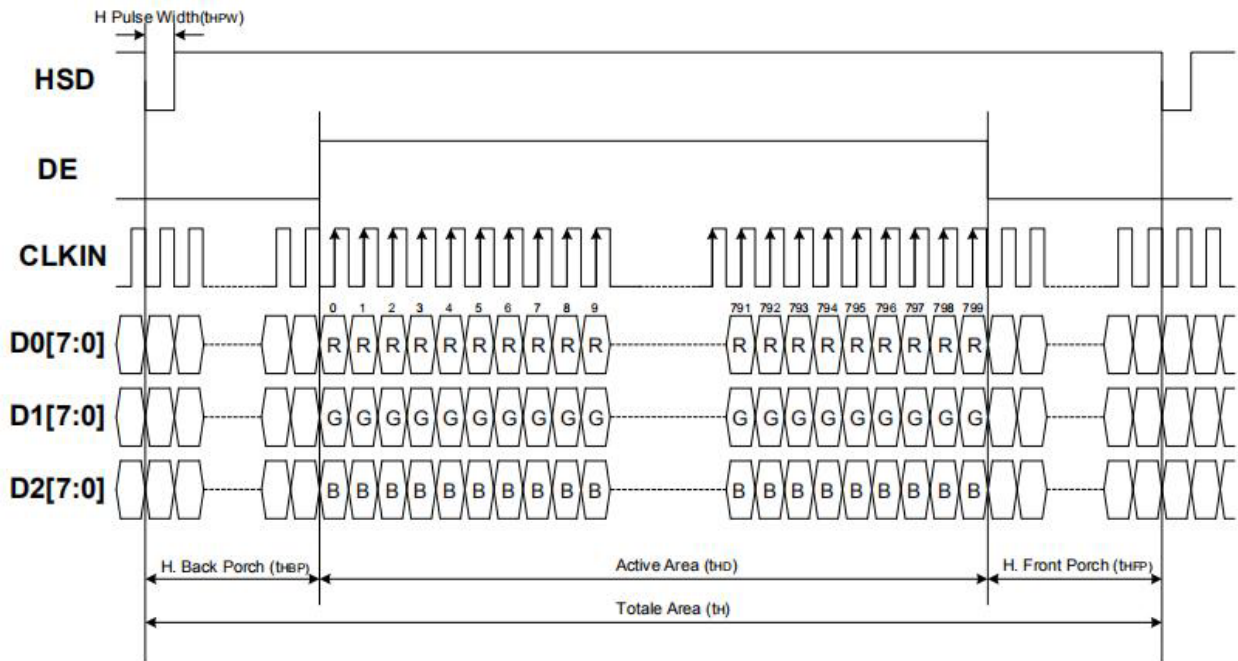 H Pulse Width(tHPW)
HSD
DE
CLKIN
0 1 2 3 4 5 6 7 8 9 791 792 793 794 795 796 797 798 799
D0[7:0] R R R R R R R R R R R R R R R R R R R
D1[7:0] G G G G G G G G G G G G G G G G G G G
D2[7:0] B B B B B B B B B B B B B B B B B B B
H. Back Porch (tHBP) Active Area (tHD) H. Front Porch (tHFP)
Totale Area (tH)